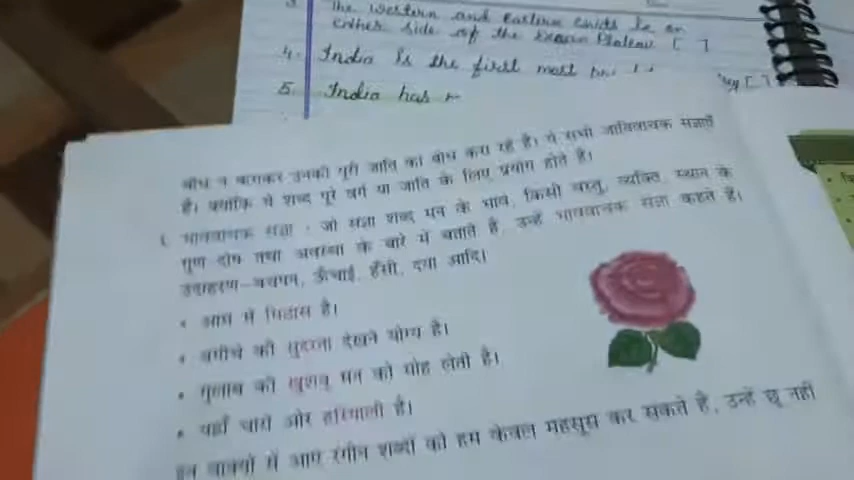 3. The western and Eastern Ghats lie on
either side of the Deccan Plateau [ ]
4. India is the first most
5. India has
बोध न कराकर उनकी पूरी जाति का बोध करा रहे हैं। ये सभी जातिवाचक संज्ञाएँ
हैं। क्योंकि ये शब्द पूरे वर्ग या जाति के लिए प्रयोग होते हैं।
भाववाचक संज्ञा - जो संज्ञा शब्द मन के भाव, किसी वस्तु, व्यक्ति, स्थान के
गुण दोष तथा अवस्था के बारे में बताते हैं, उन्हें भाववाचक संज्ञा कहते हैं।
उदाहरण-बचपन, ऊँचाई, हँसी, दया आदि।
• आम में मिठास है।
• बगीचे की सुंदरता देखने योग्य है।
• गुलाब की खुशबू मन को मोह लेती है।
• यहाँ चारों ओर हरियाली है।
इन वाक्यों में आए रंगीन शब्दों को हम केवल महसूस कर सकते हैं, उन्हें छू नहीं